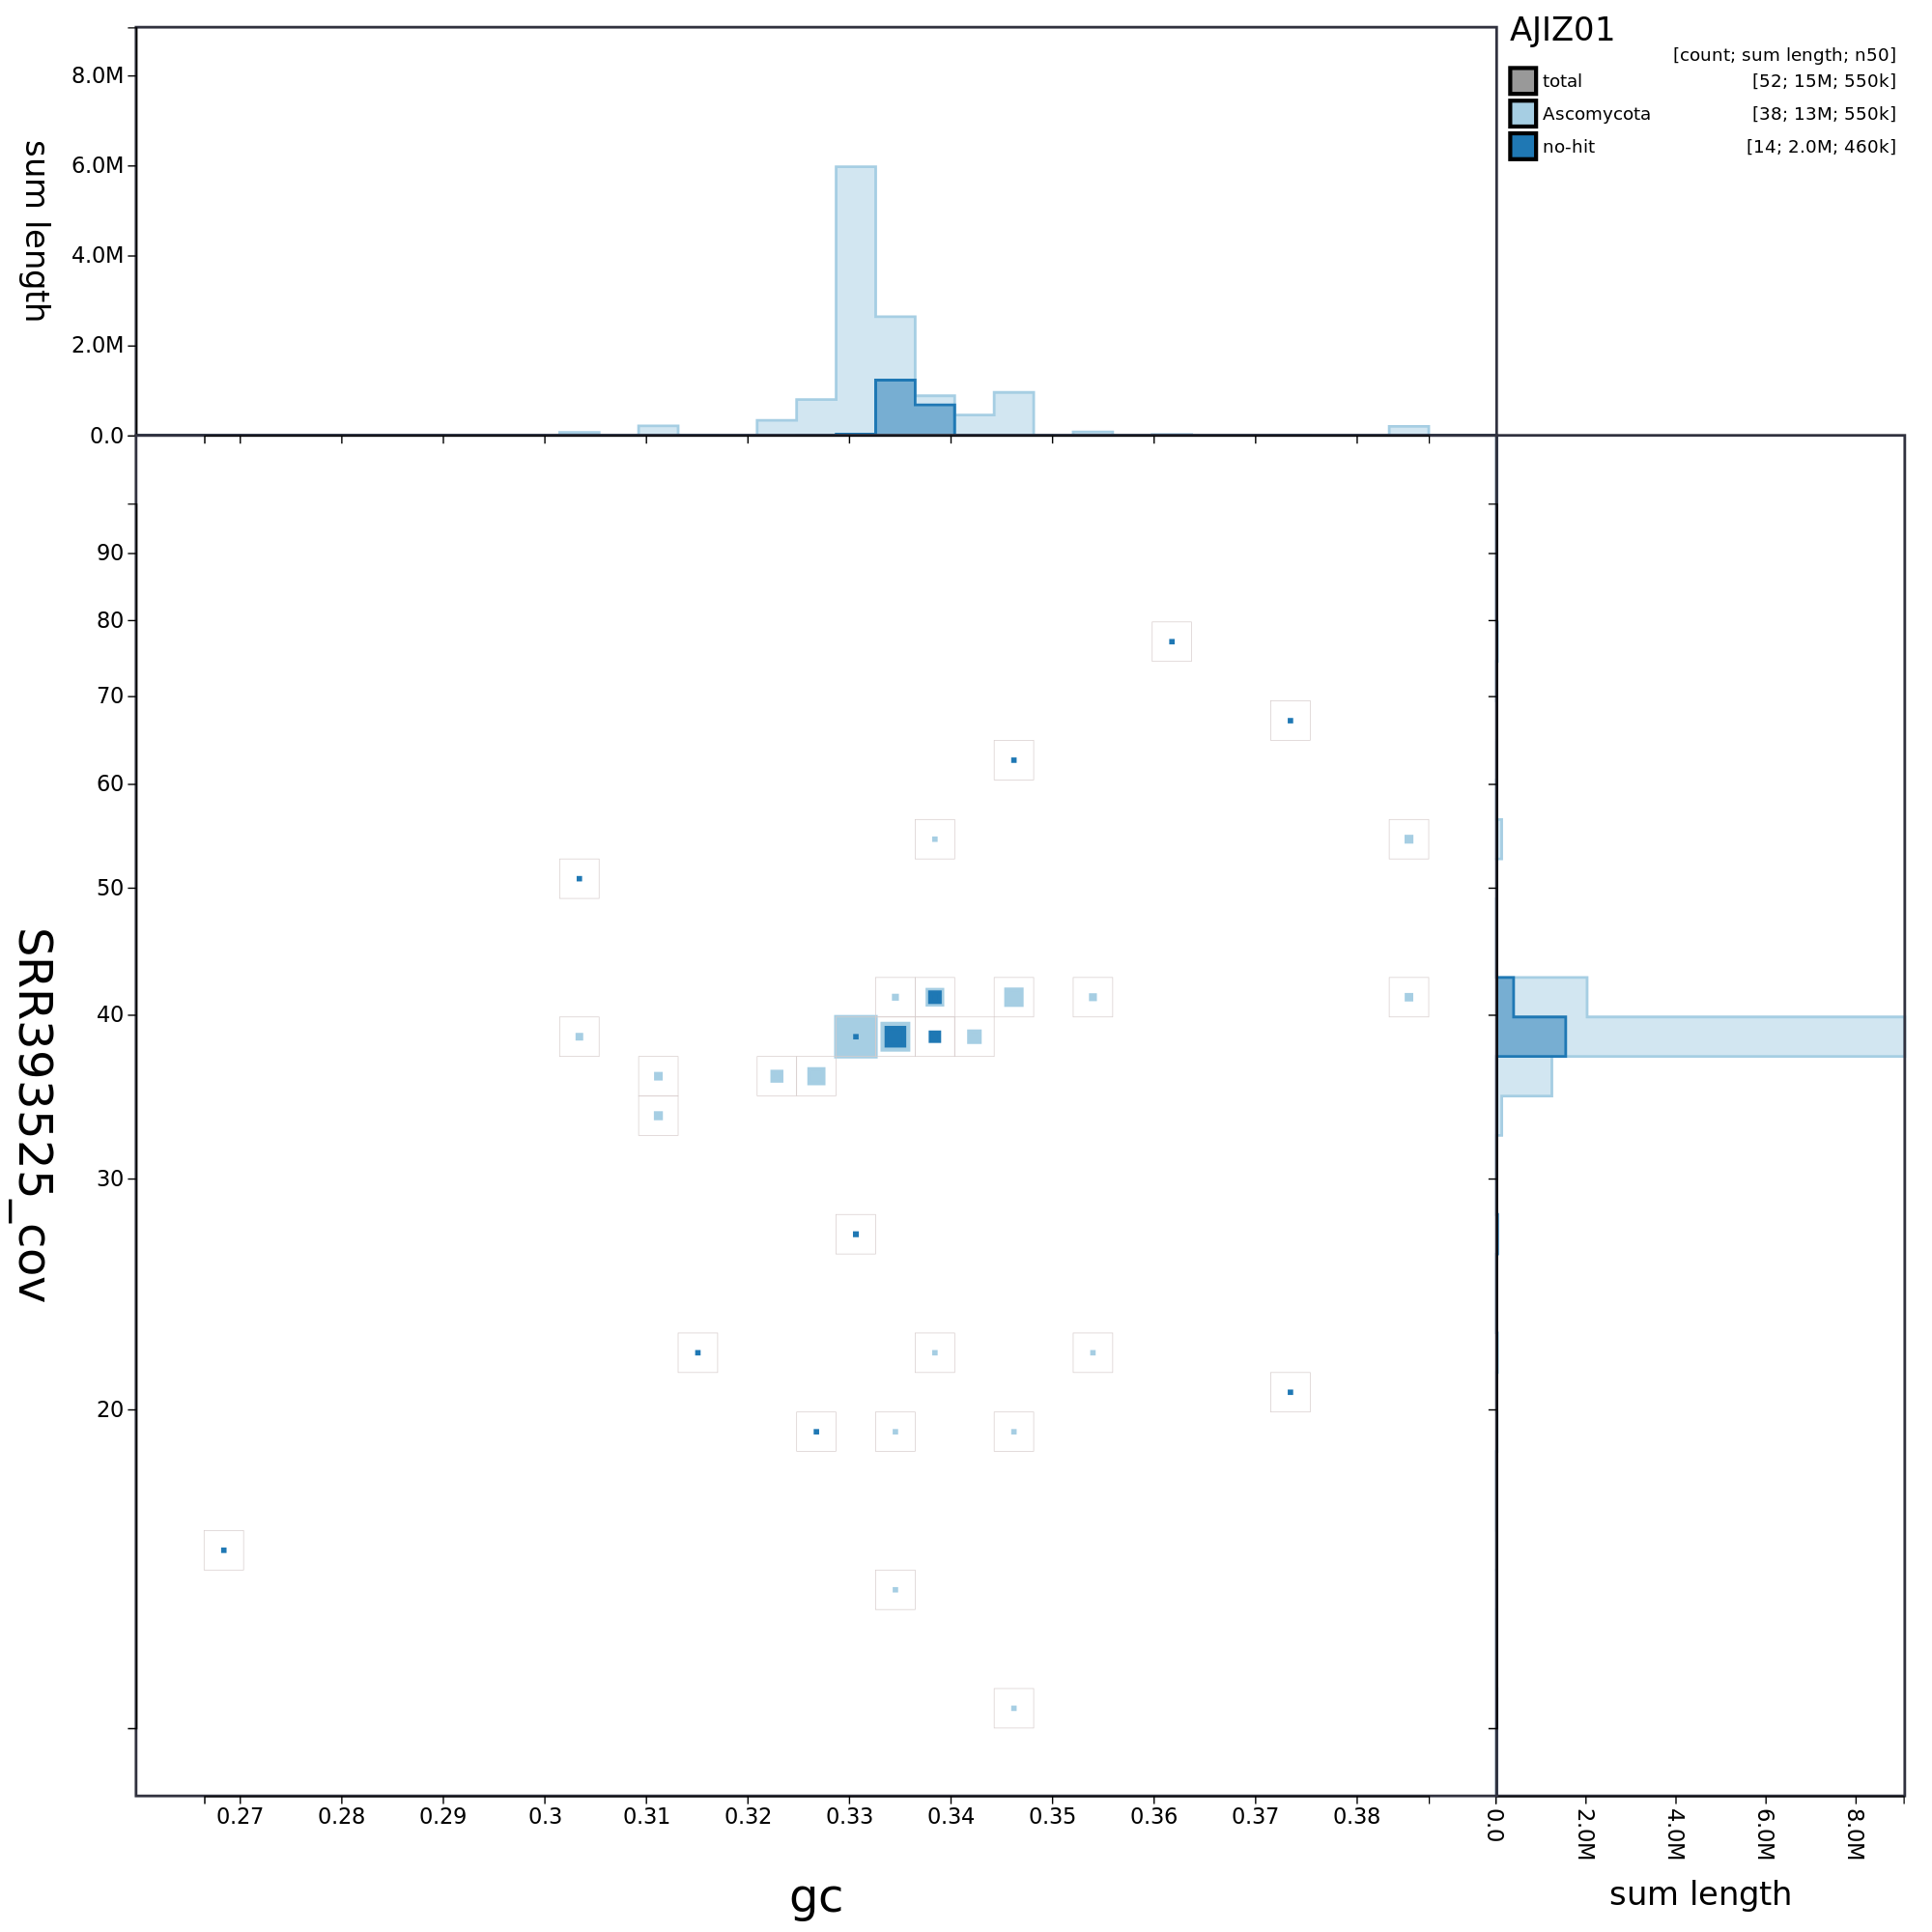 AJIZ01
[count; sum length; n50]
total [52; 15M; 550k]
Ascomycota [38; 13M; 550k]
no-hit [14; 2.0M; 460k]
sum length
8.0M
6.0M
4.0M
2.0M
0.0
SRR393525_cov
90
80
70
60
50
40
30
20
0.27 0.28 0.29 0.3 0.31 0.32 0.33 0.34 0.35 0.36 0.37 0.38
gc
0.0 2.0M 4.0M 6.0M 8.0M
sum length